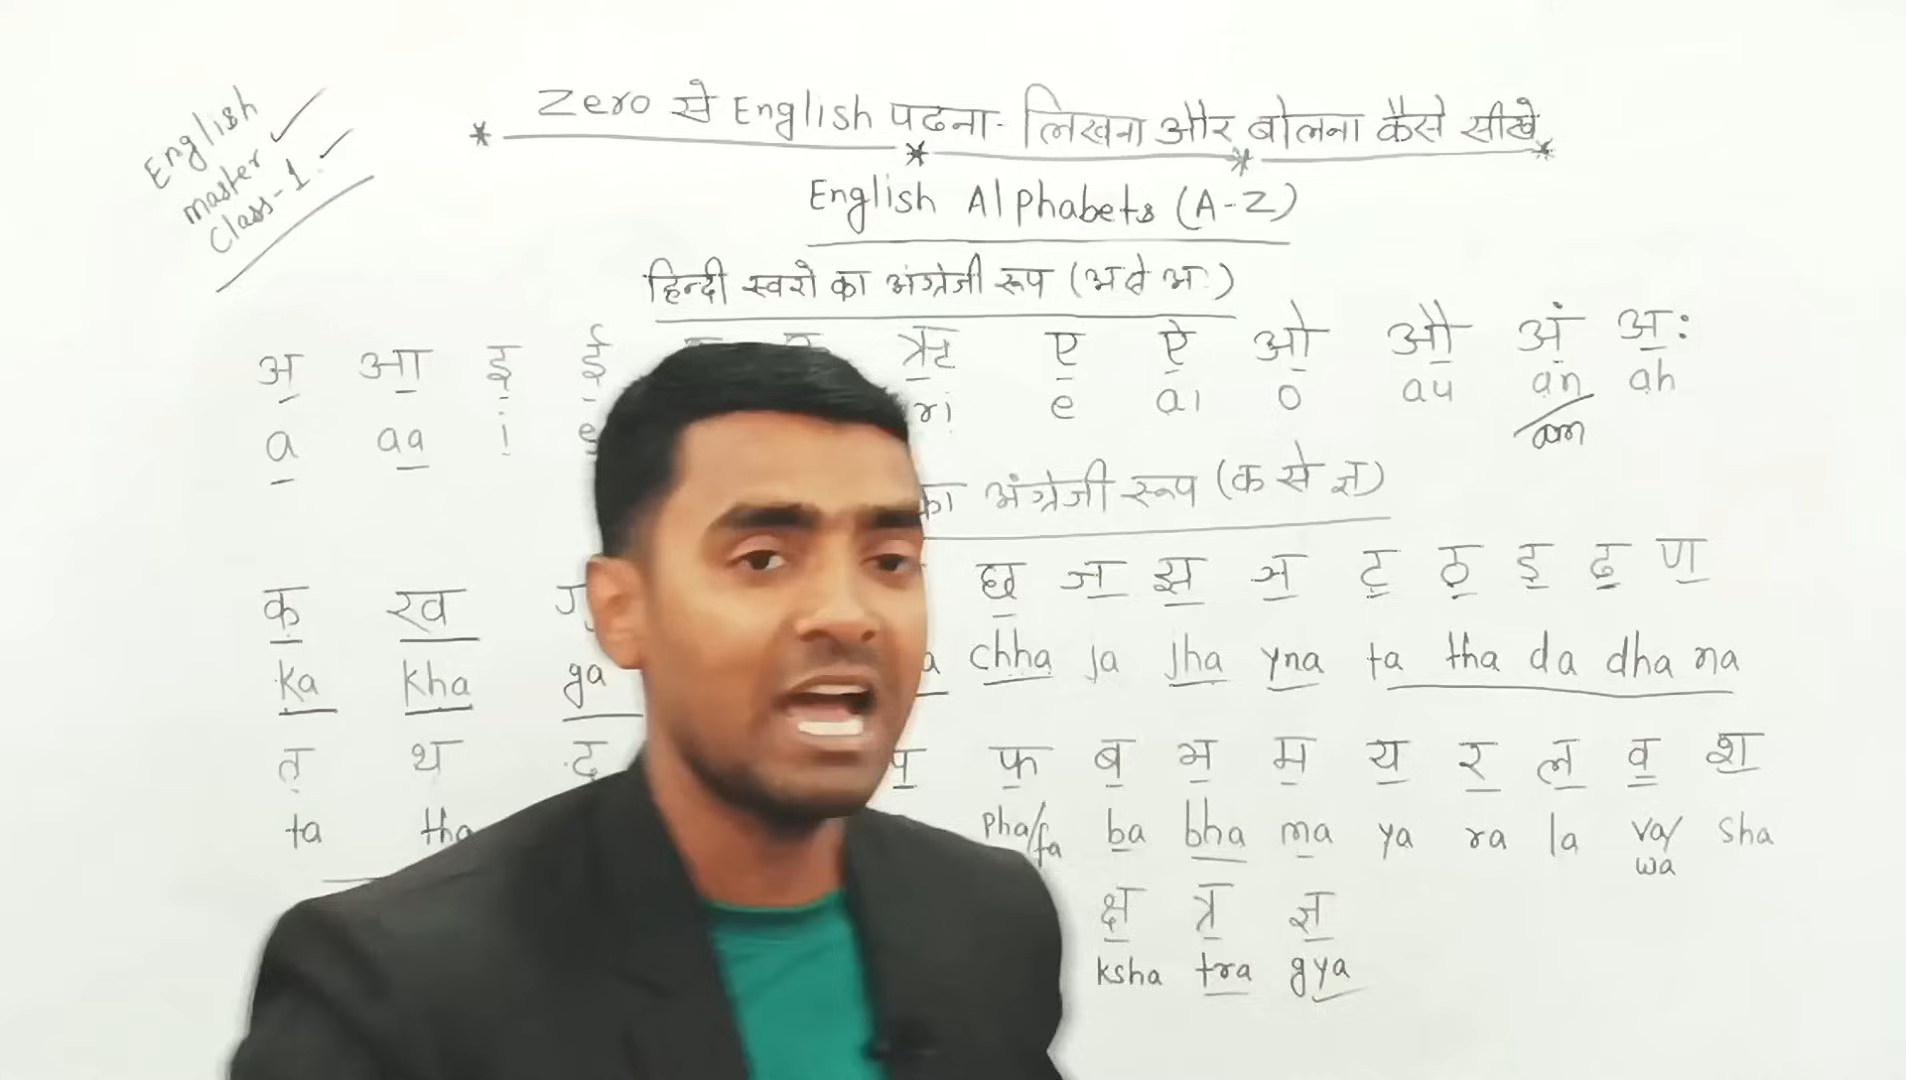 English
master
Class-1.
Zero से English पढना- लिखना और बोलना कैसे सीखे
English Alphabets (A-Z)
हिन्दी स्वरो का अंग्रेजी रूप (अ से अः)
अ आ इ ई ऋ ए ऐ ओ औ अं अः
a aa i ri e ai o au an ah
am
का अंग्रेजी रूप (क से ज्ञ)
क ख ग छ ज झ ञ ट ठ ड ढ ण
ka kha ga chha ja jha yna ta tha da dha na
त थ द प फ ब भ म य र ल व श
ta tha pha/fa ba bha ma ya ra la va/wa sha
क्ष त्र ज्ञ
ksha tra gya